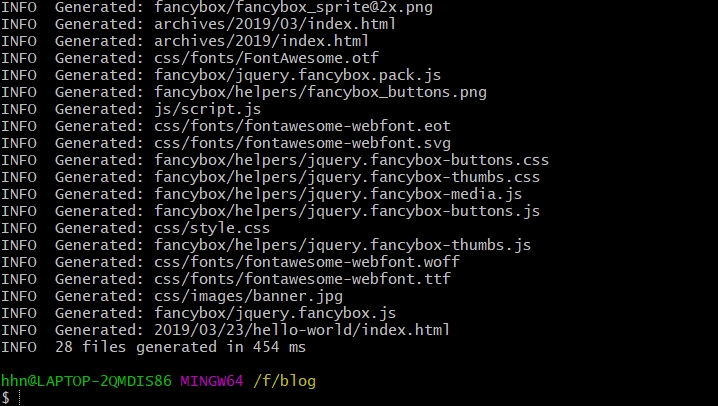 INFO  Generated: fancybox/fancybox_sprite@2x.png
INFO  Generated: archives/2019/03/index.html
INFO  Generated: archives/2019/index.html
INFO  Generated: css/fonts/FontAwesome.otf
INFO  Generated: fancybox/jquery.fancybox.pack.js
INFO  Generated: fancybox/helpers/fancybox_buttons.png
INFO  Generated: js/script.js
INFO  Generated: css/fonts/fontawesome-webfont.eot
INFO  Generated: css/fonts/fontawesome-webfont.svg
INFO  Generated: fancybox/helpers/jquery.fancybox-buttons.css
INFO  Generated: fancybox/helpers/jquery.fancybox-thumbs.css
INFO  Generated: fancybox/helpers/jquery.fancybox-media.js
INFO  Generated: fancybox/helpers/jquery.fancybox-buttons.js
INFO  Generated: css/style.css
INFO  Generated: fancybox/helpers/jquery.fancybox-thumbs.js
INFO  Generated: css/fonts/fontawesome-webfont.woff
INFO  Generated: css/fonts/fontawesome-webfont.ttf
INFO  Generated: css/images/banner.jpg
INFO  Generated: fancybox/jquery.fancybox.js
INFO  Generated: 2019/03/23/hello-world/index.html
INFO  28 files generated in 454 ms
hhn@LAPTOP-2QMDIS86 MINGW64 /f/blog
$